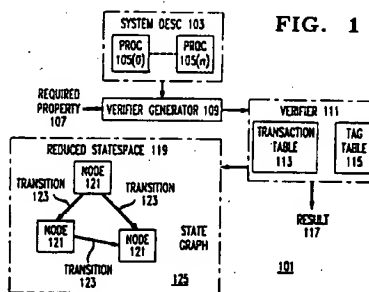 FIG. 1
SYSTEM DESC 103
PROC 105(0)
PROC 105(n)
REQUIRED PROPERTY 107
VERIFIER GENERATOR 109
VERIFIER 111
TRANSACTION TABLE 113
TAG TABLE 115
REDUCED STATESPACE 119
NODE 121
TRANSITION 123
TRANSITION 123
NODE 121
NODE 121
TRANSITION 123
STATE GRAPH
125
RESULT 117
101